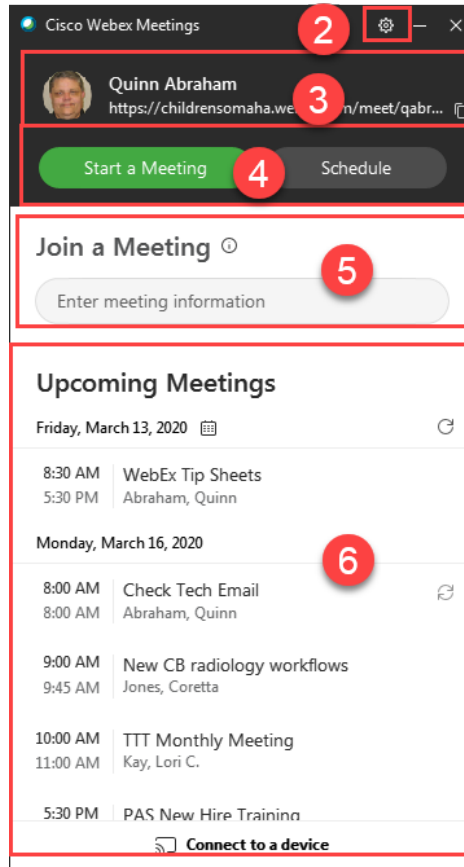 Cisco Webex Meetings
2
Quinn Abraham
3
https://childrensomaha.we m/meet/qabr...
Start a Meeting
4
Schedule
Join a Meeting
5
Enter meeting information
Upcoming Meetings
Friday, March 13, 2020
8:30 AM WebEx Tip Sheets
5:30 PM Abraham, Quinn
Monday, March 16, 2020
6
8:00 AM Check Tech Email
8:00 AM Abraham, Quinn
9:00 AM New CB radiology workflows
9:45 AM Jones, Coretta
10:00 AM TTT Monthly Meeting
11:00 AM Kay, Lori C.
5:30 PM PAS New Hire Training
Connect to a device